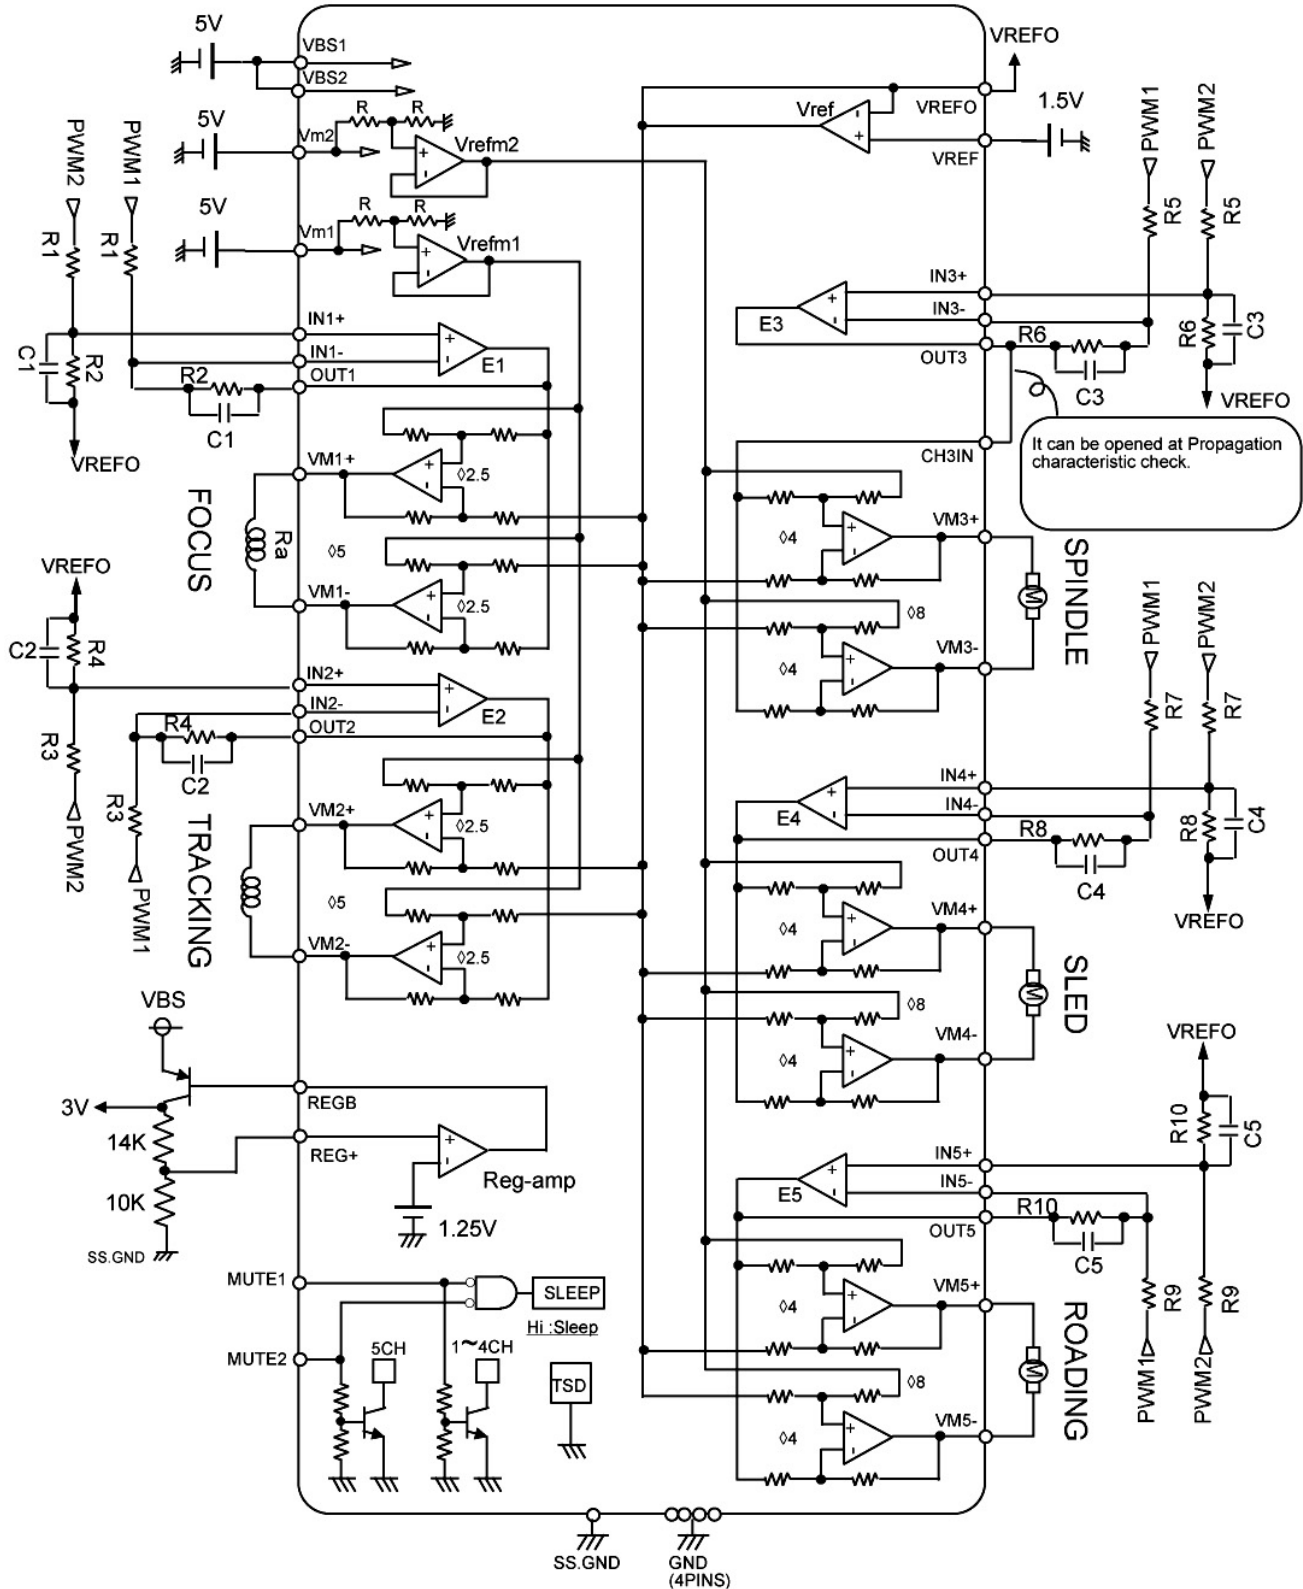 5V
VBS1
VBS2
VREFO
5V
Vm2
R
R
Vrefm2
Vref
VREFO
VREF
1.5V
PWM1
PWM2
PWM2
PWM1
5V
Vm1
R
R
Vrefm1
R1
R1
R5
R5
IN1+
IN1-
OUT1
E1
C1
R2
R2
C1
VREFO
IN3+
IN3-
OUT3
E3
R6
C3
R6
C3
VREFO
It can be opened at Propagation
characteristic check.
CH3IN
VM1+
◊2.5
FOCUS
Ra
◊5
VM1-
◊2.5
VM3+
◊4
SPINDLE
◊8
VM3-
◊4
PWM1
PWM2
VREFO
C2
R4
IN2+
IN2-
OUT2
E2
R4
C2
R3
R3
PWM2
PWM1
R7
R7
IN4+
IN4-
OUT4
E4
R8
C4
R8
C4
VREFO
TRACKING
VM2+
◊2.5
◊5
VM2-
◊2.5
VM4+
◊4
SLED
◊8
VM4-
◊4
VBS
3V
14K
10K
SS.GND
REGB
REG+
Reg-amp
1.25V
VREFO
R10
C5
IN5+
IN5-
OUT5
E5
R10
C5
R9
R9
PWM1
PWM2
MUTE1
MUTE2
SLEEP
Hi :Sleep
5CH
1~4CH
TSD
VM5+
◊4
ROADING
◊8
VM5-
◊4
SS.GND
GND
(4PINS)
M
M
M